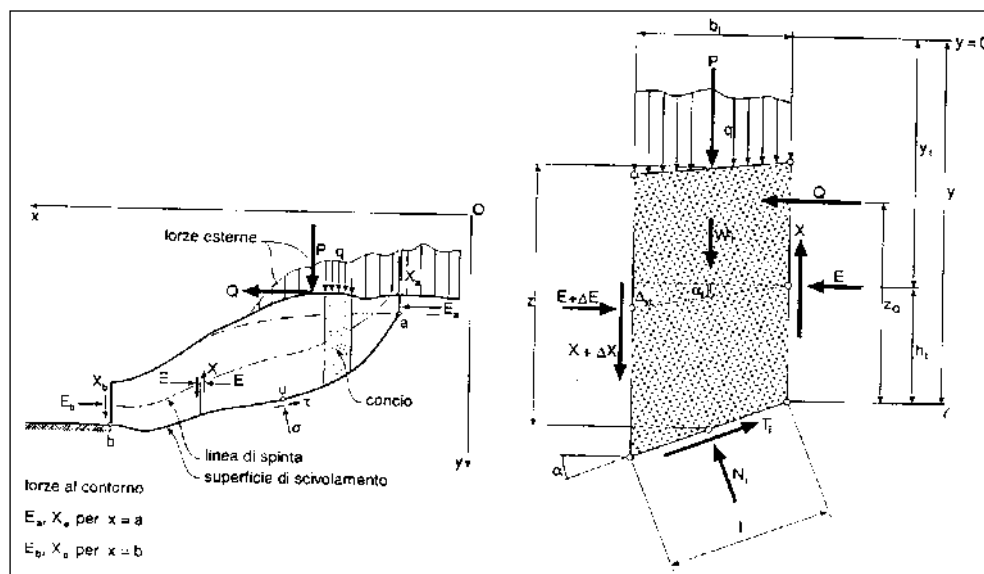 x
O
forze esterne
P
q
Q
X
a
E
a
X
b
E
b
E
X
E
u
τ
σ
concio
b
linea di spinta
superficie di scivolamento
y
forze al contorno
E
a
, X
a
per x = a
E
b
, X
b
per x = b
b
i
y = 0
P
q
y
t
y
Q
W
i
X
z
E + ΔE
α
t
E
z
Q
X + ΔX
h
t
T
i
α
N
i
l